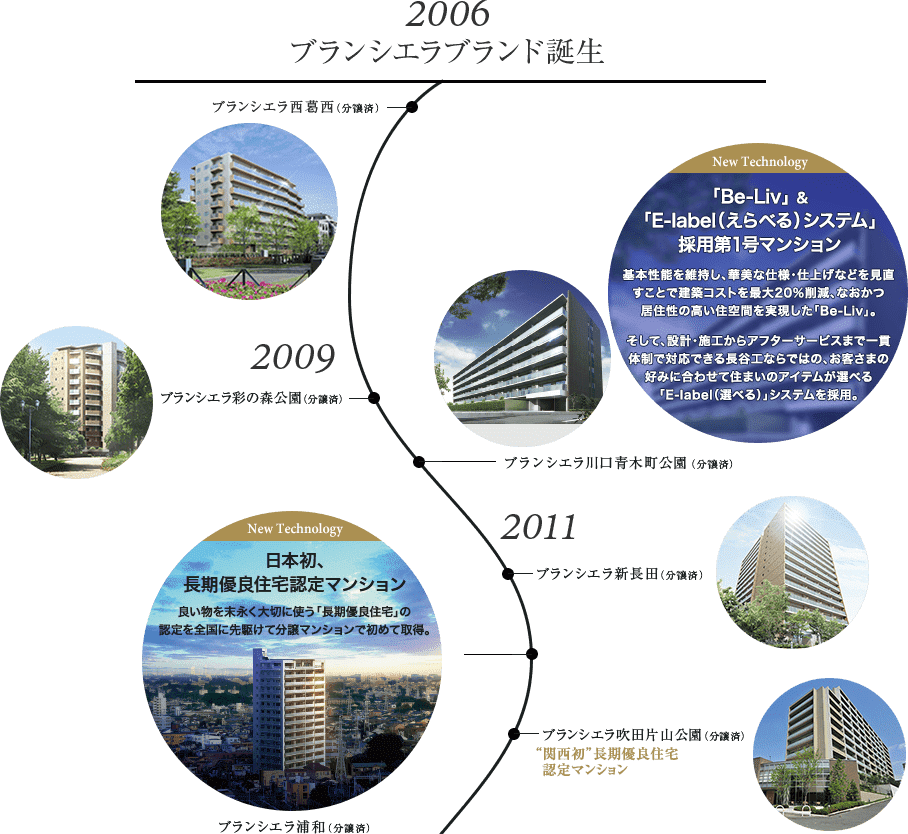 2006
ブランシエラブランド誕生
ブランシエラ西葛西（分譲済）
New Technology
「Be-Liv」&
「E-label（えらべる）システム」
採用第1号マンション
基本性能を維持し、華美な仕様・仕上げなどを見直
すことで建築コストを最大20%削減、なおかつ
居住性の高い住空間を実現した「Be-Liv」。
そして、設計・施工からアフターサービスまで一貫
体制で対応できる長谷工ならではの、お客さまの
好みに合わせて住まいのアイテムが選べる
「E-label（選べる）」システムを採用。
2009
ブランシエラ彩の森公園（分譲済）
ブランシエラ川口青木町公園（分譲済）
2011
ブランシエラ新長田（分譲済）
New Technology
日本初、
長期優良住宅認定マンション
良い物を末永く大切に使う「長期優良住宅」の
認定を全国に先駆けて分譲マンションで初めて取得。
ブランシエラ浦和（分譲済）
ブランシエラ吹田片山公園（分譲済）
“関西初”長期優良住宅
認定マンション